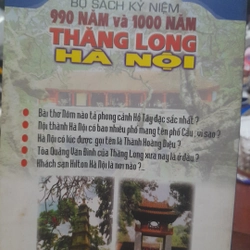 BỘ SÁCH KỶ NIỆM
990 NĂM và 1000 NĂM
THĂNG LONG
HÀ NỘI
Bài thơ Nôm nào tả phong cảnh Hồ Tây đặc sắc nhất ?
Nội thành Hà Nội có bao nhiêu phố mang tên phố Cầu, vì sao ?
Hà Nội có lúc được gọi tên là Thành Hoàng Diệu ?
Tòa Quảng Văn Đình của Thăng Long xưa nay là ở đâu ?
Khách sạn Hilton Hà Nội là nơi nào ?..